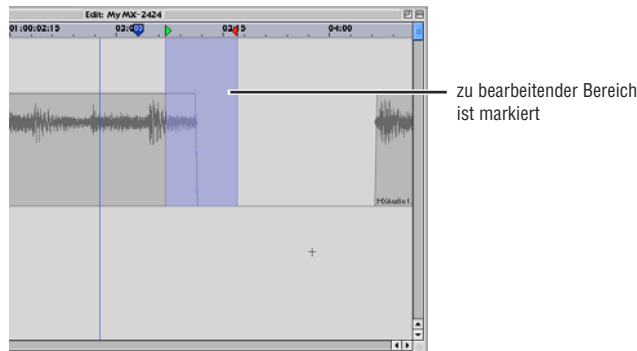 Edit: My MX-2424
01:00:02:15 03:00 03:15 04:00
zu bearbeitender Bereich
ist markiert
MXAudio1